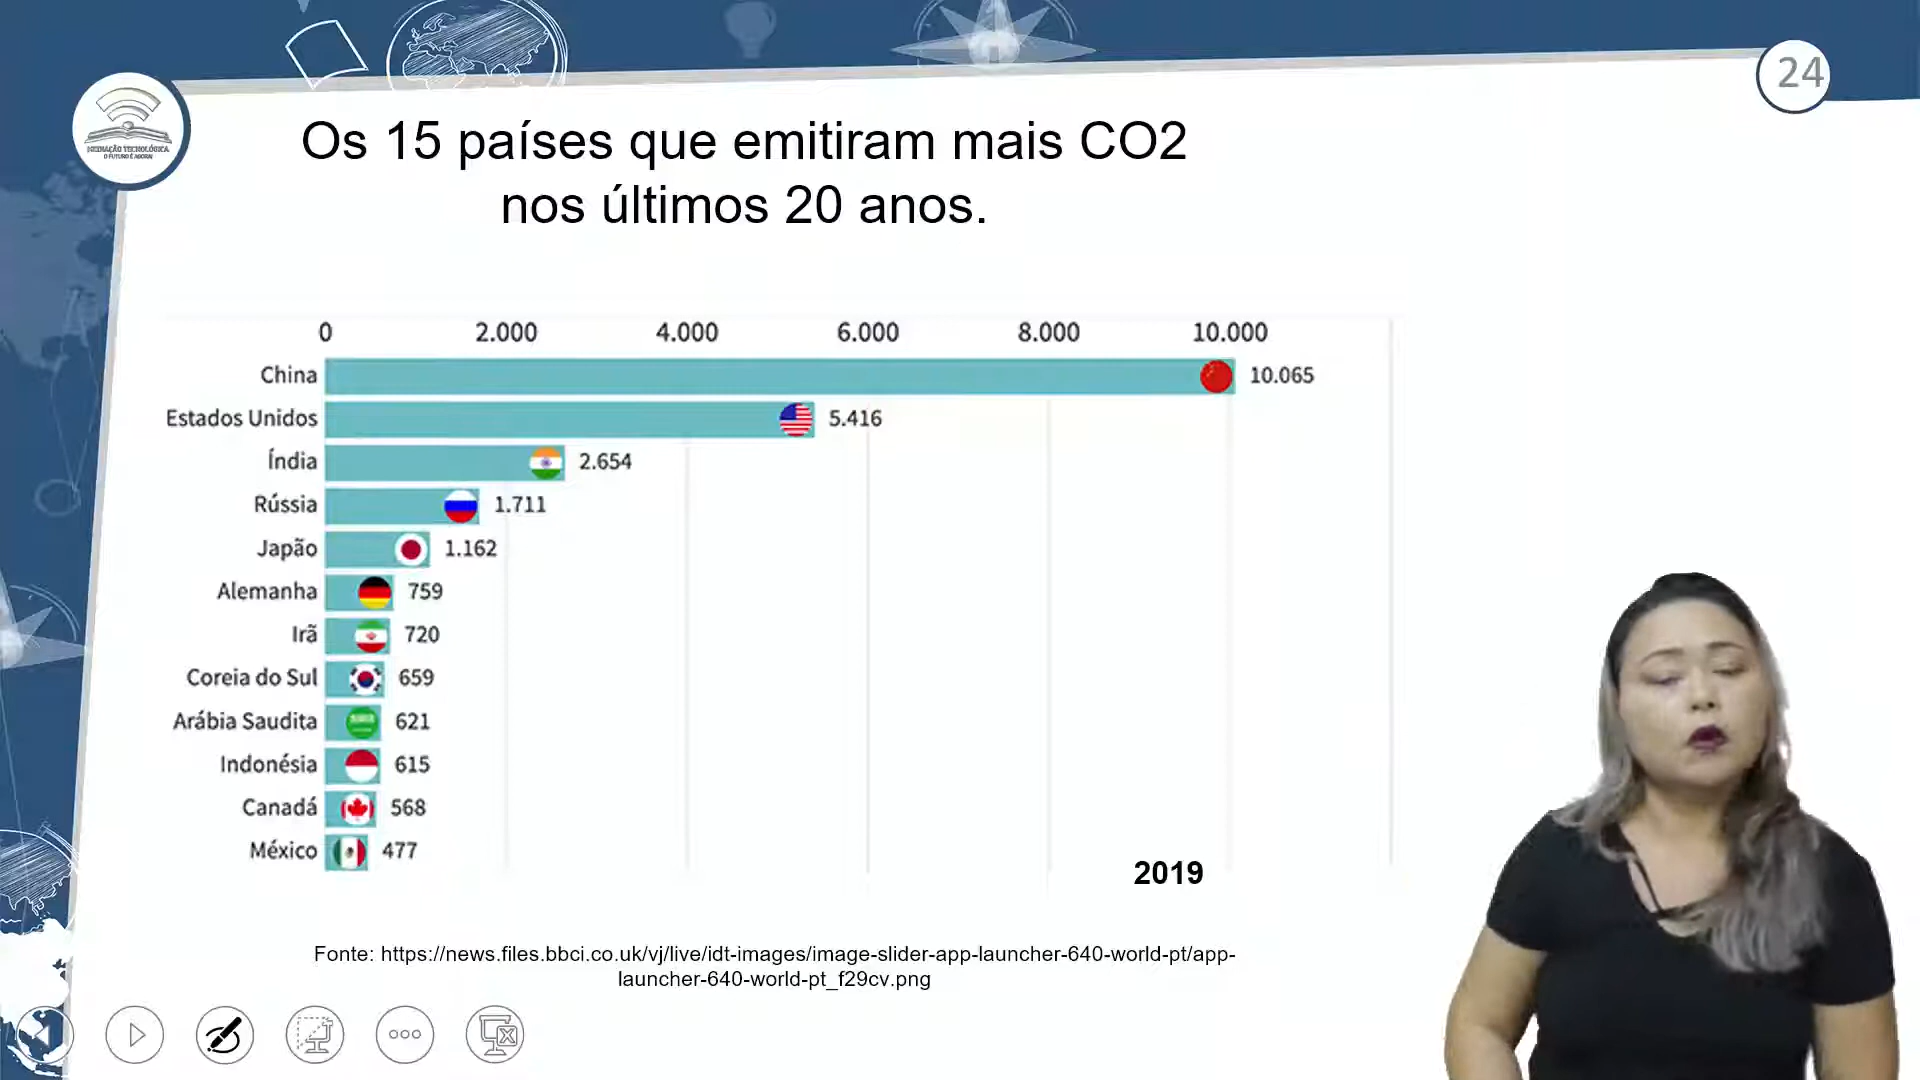 24
MEDIAÇÃO TECNOLÓGICA
O FUTURO É AGORA!
Os 15 países que emitiram mais CO2
nos últimos 20 anos.
0 2.000 4.000 6.000 8.000 10.000
China 10.065
Estados Unidos 5.416
Índia 2.654
Rússia 1.711
Japão 1.162
Alemanha 759
Irã 720
Coreia do Sul 659
Arábia Saudita 621
Indonésia 615
Canadá 568
México 477
2019
Fonte: https://news.files.bbci.co.uk/vj/live/idt-images/image-slider-app-launcher-640-world-pt/app-
launcher-640-world-pt_f29cv.png